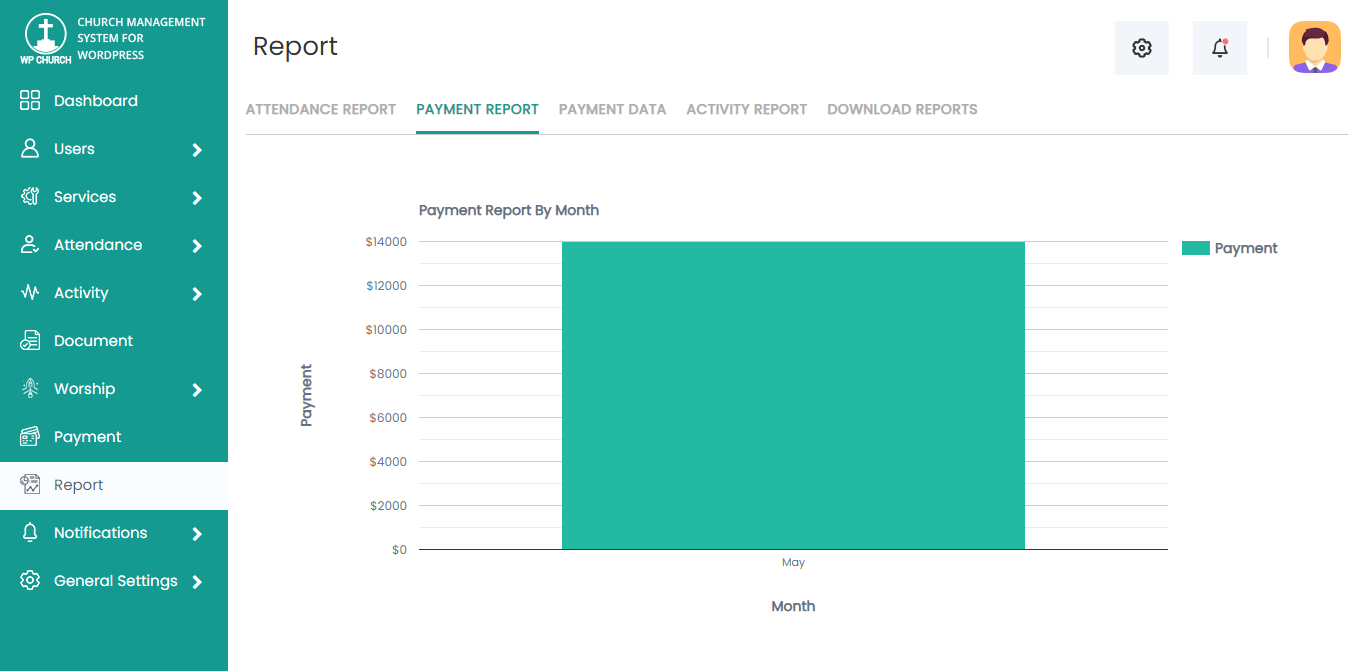 CHURCH MANAGEMENT
SYSTEM FOR
WORDPRESS
WP CHURCH
Dashboard
Users
Services
Attendance
Activity
Document
Worship
Payment
Report
Notifications
General Settings
Report
ATTENDANCE REPORT PAYMENT REPORT PAYMENT DATA ACTIVITY REPORT DOWNLOAD REPORTS
Payment Report By Month
$14000
$12000
$10000
$8000
$6000
$4000
$2000
$0
Payment
May
Month
Payment